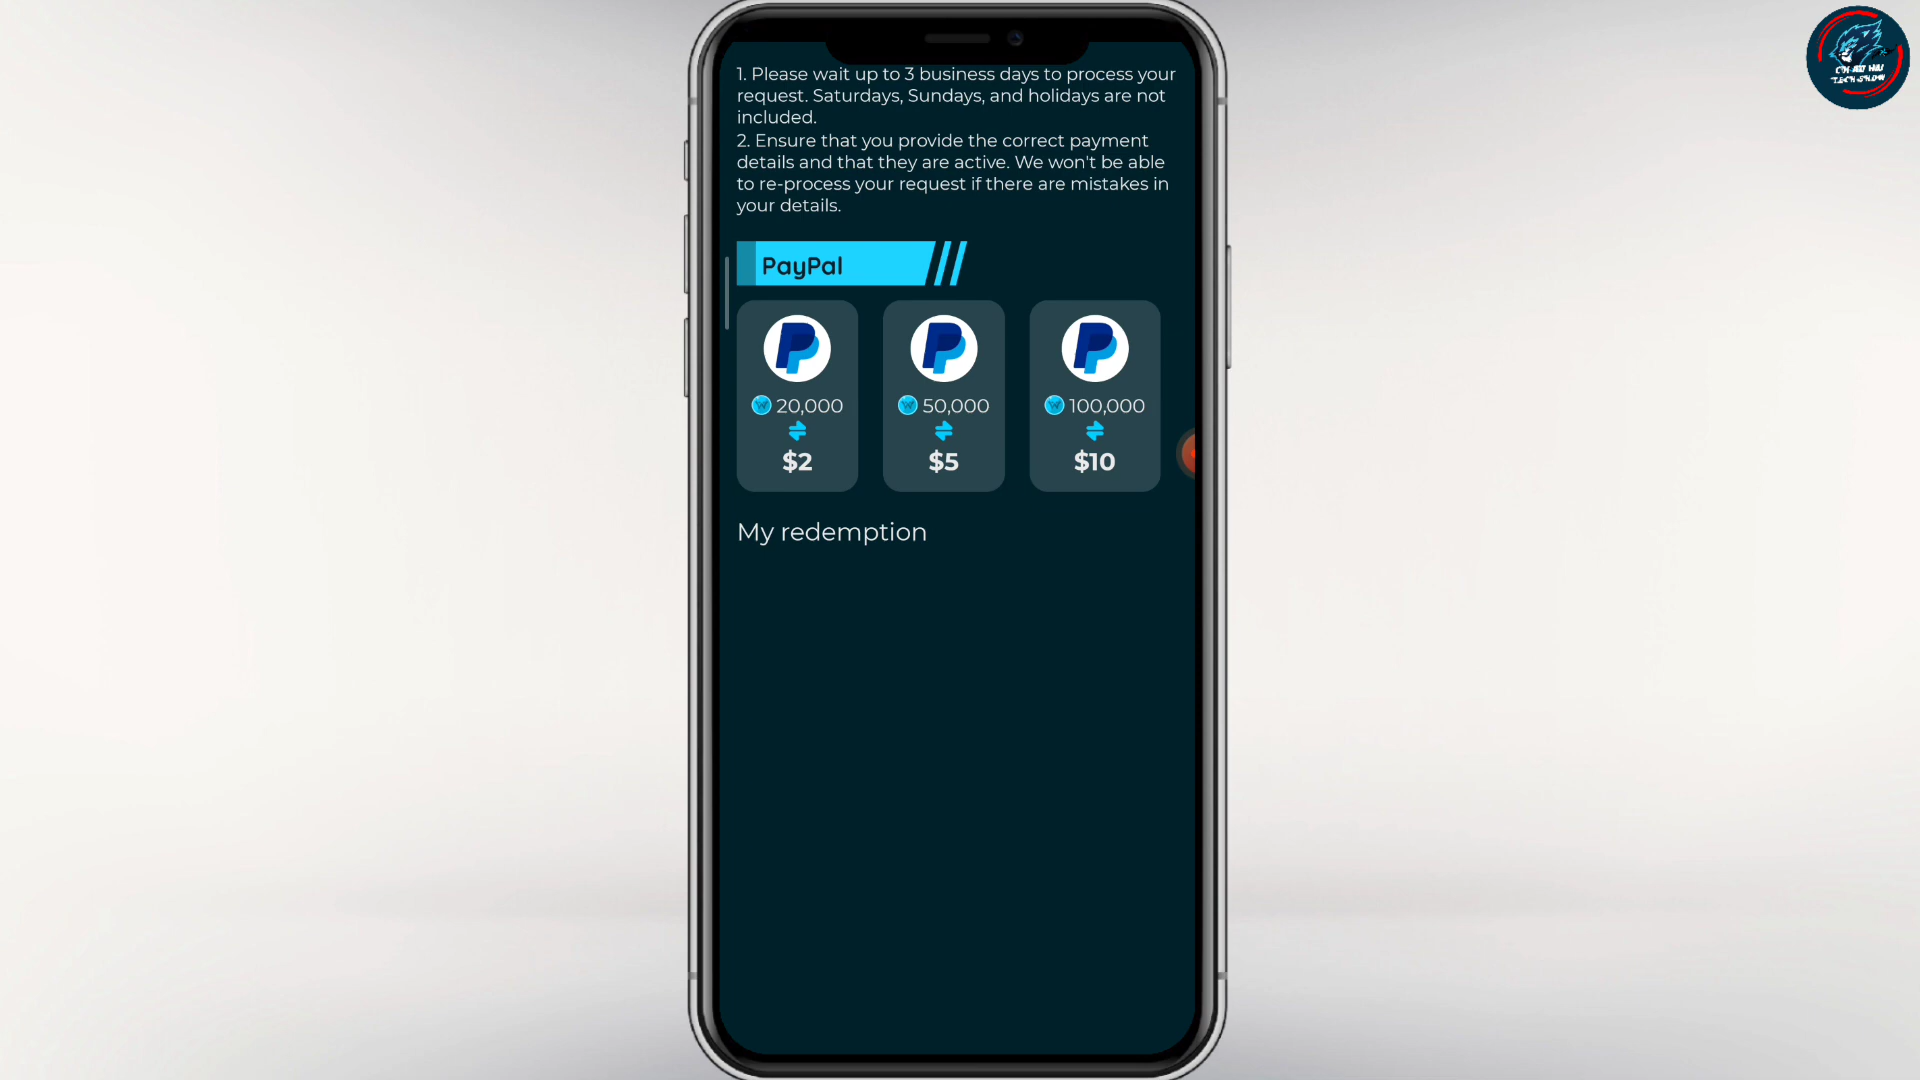 1. Please wait up to 3 business days to process your
request. Saturdays, Sundays, and holidays are not
included.
2. Ensure that you provide the correct payment
details and that they are active. We won't be able
to re-process your request if there are mistakes in
your details.
PayPal
20,000
50,000
100,000
$2
$5
$10
My redemption
TECH SHOW